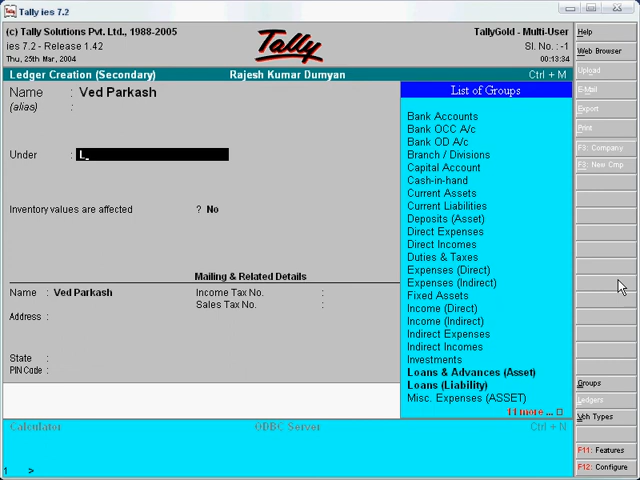 Tally ies 7.2
(c) Tally Solutions Pvt. Ltd., 1988-2005
ies 7.2 - Release 1.42
Thu, 25th Mar, 2004
Tally
TallyGold - Multi-User
Sl. No. : -1
00:13:34
Ledger Creation (Secondary)
Rajesh Kumar Dumyan
Ctrl + M
Name : Ved Parkash
(alias) :
Under : L
Inventory values are affected ? No
Mailing & Related Details
Name : Ved Parkash
Address :
State :
PIN Code :
Income Tax No. :
Sales Tax No. :
List of Groups
Bank Accounts
Bank OCC A/c
Bank OD A/c
Branch / Divisions
Capital Account
Cash-in-hand
Current Assets
Current Liabilities
Deposits (Asset)
Direct Expenses
Direct Incomes
Duties & Taxes
Expenses (Direct)
Expenses (Indirect)
Fixed Assets
Income (Direct)
Income (Indirect)
Indirect Expenses
Indirect Incomes
Investments
Loans & Advances (Asset)
Loans (Liability)
Misc. Expenses (ASSET)
11 more ...
Help
Web Browser
Upload
E-Mail
Export
Print
F3: Company
F3: New Cmp
Groups
Ledgers
Vch Types
F11: Features
F12: Configure
Calculator
ODBC Server
Ctrl + N
1 >